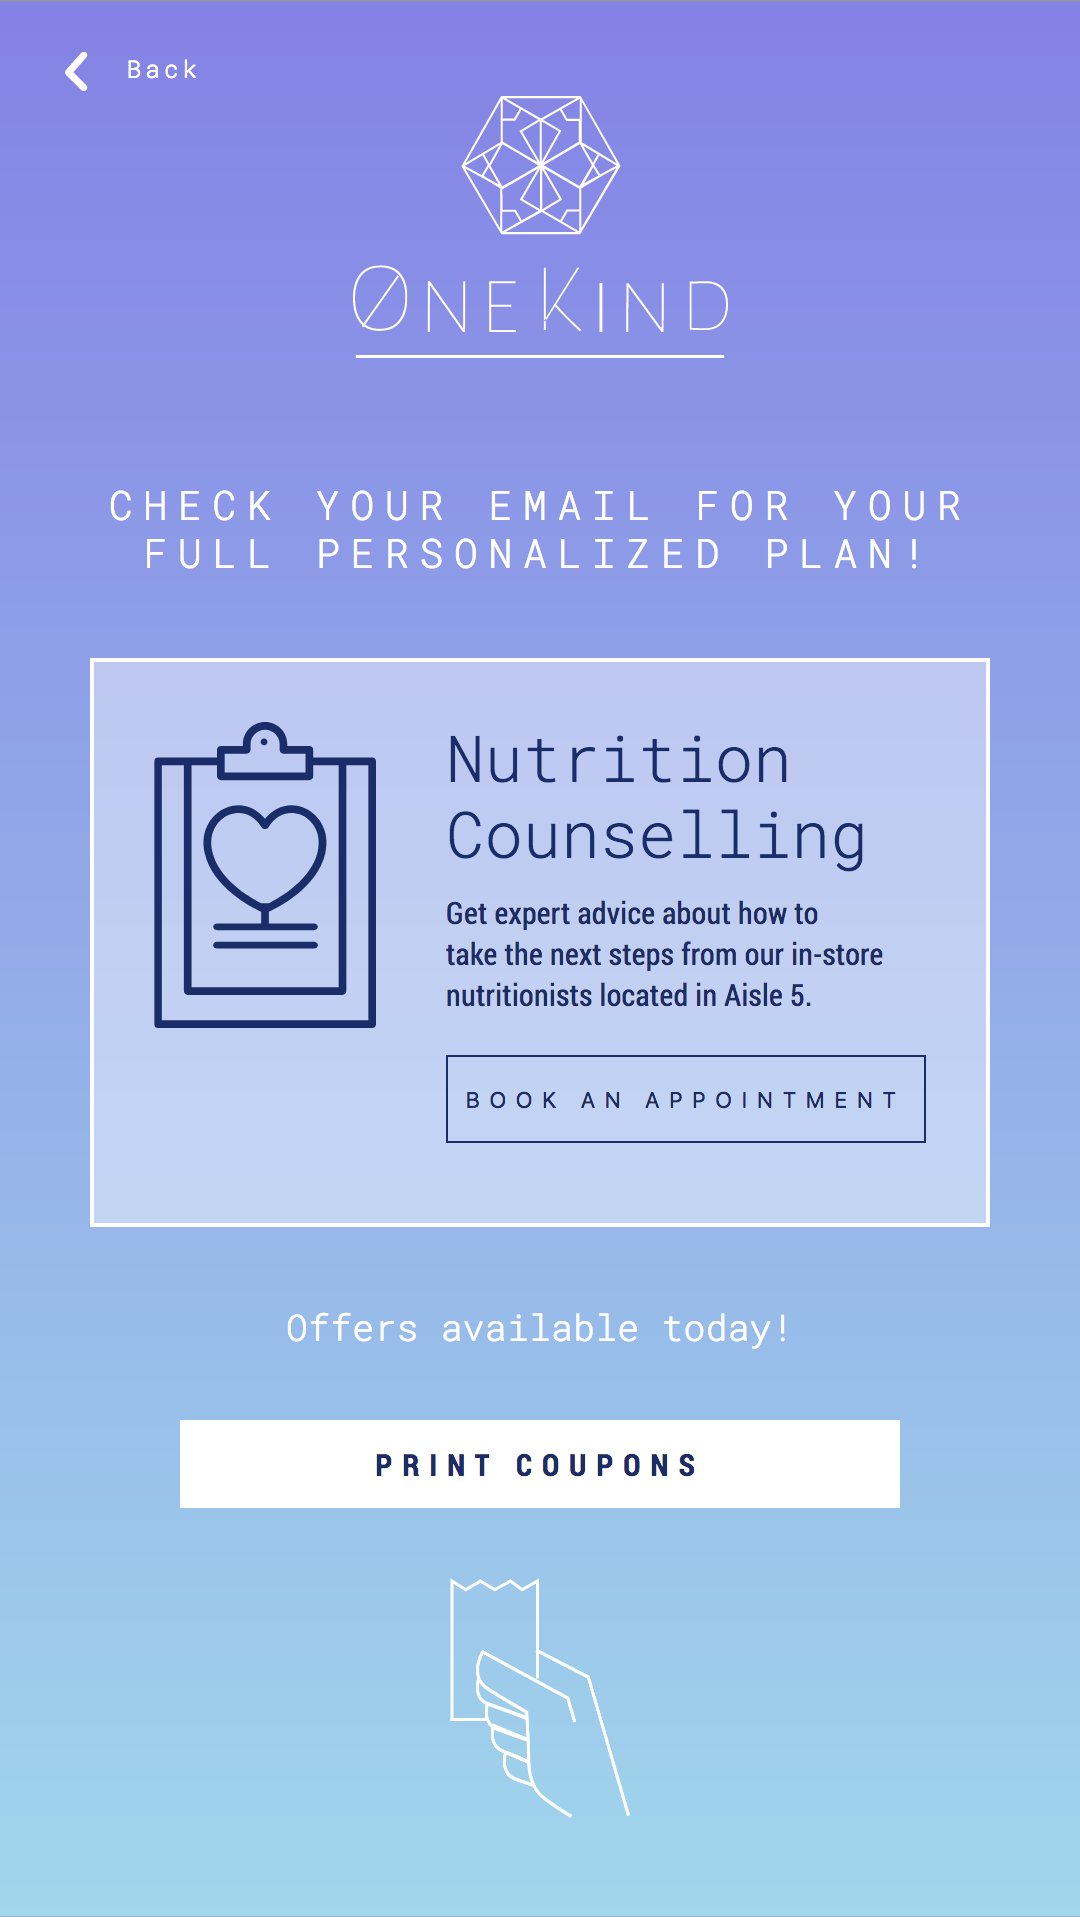 Back
ØNEKIND
CHECK YOUR EMAIL FOR YOUR
FULL PERSONALIZED PLAN!
Nutrition
Counselling
Get expert advice about how to
take the next steps from our in-store
nutritionists located in Aisle 5.
BOOK AN APPOINTMENT
Offers available today!
PRINT COUPONS